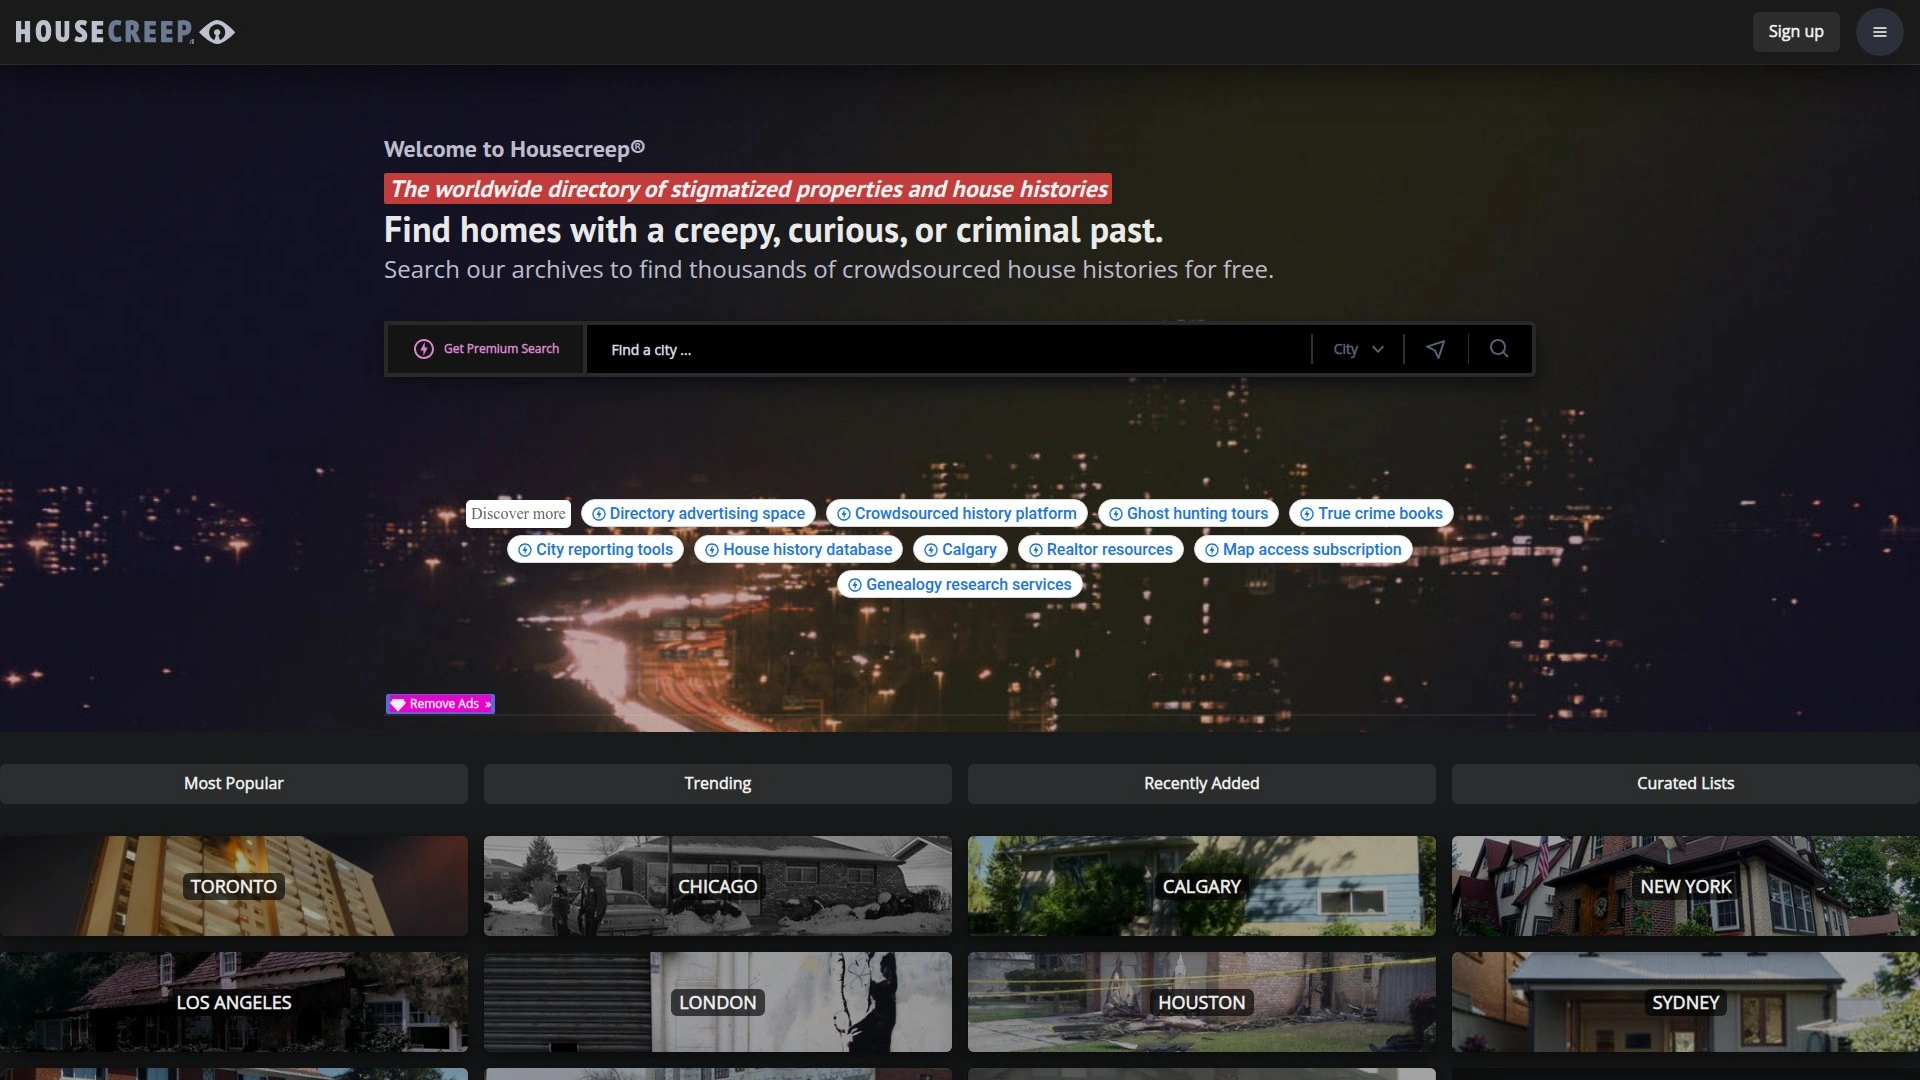 HOUSECREEP
Sign up
Welcome to Housecreep®
The worldwide directory of stigmatized properties and house histories
Find homes with a creepy, curious, or criminal past.
Search our archives to find thousands of crowdsourced house histories for free.
Get Premium Search
Find a city ...
City
Discover more
Directory advertising space
Crowdsourced history platform
Ghost hunting tours
True crime books
City reporting tools
House history database
Calgary
Realtor resources
Map access subscription
Genealogy research services
Remove Ads »
Most Popular
Trending
Recently Added
Curated Lists
TORONTO
CHICAGO
CALGARY
NEW YORK
LOS ANGELES
LONDON
HOUSTON
SYDNEY